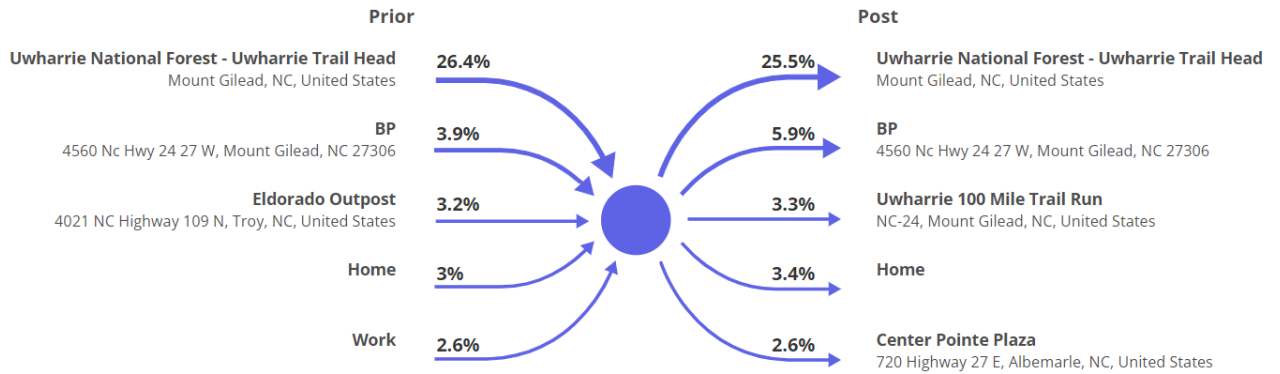 Prior
Post
Uwharrie National Forest - Uwharrie Trail Head
Mount Gilead, NC, United States
26.4%
BP
4560 Nc Hwy 24 27 W, Mount Gilead, NC 27306
3.9%
Eldorado Outpost
4021 NC Highway 109 N, Troy, NC, United States
3.2%
Home
3%
Work
2.6%
25.5%
Uwharrie National Forest - Uwharrie Trail Head
Mount Gilead, NC, United States
5.9%
BP
4560 Nc Hwy 24 27 W, Mount Gilead, NC 27306
3.3%
Uwharrie 100 Mile Trail Run
NC-24, Mount Gilead, NC, United States
3.4%
Home
2.6%
Center Pointe Plaza
720 Highway 27 E, Albemarle, NC, United States